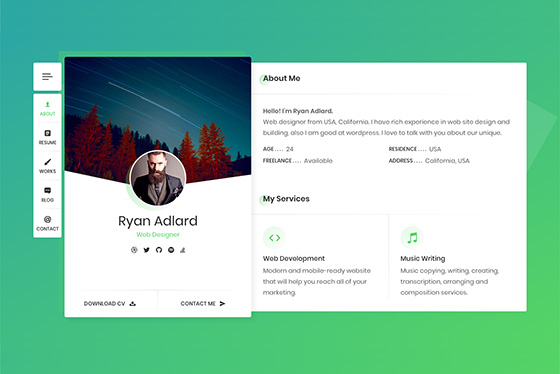 ABOUT
RESUME
WORKS
BLOG
CONTACT
Ryan Adlard
Web Designer
DOWNLOAD CV
CONTACT ME
About Me
Hello! I'm Ryan Adlard.
Web designer from USA, California. I have rich experience in web site design and
building, also I am good at wordpress. I love to talk with you about our unique.
AGE .... 24
RESIDENCE .... USA
FREELANCE .... Available
ADDRESS .... California, USA
My Services
Web Development
Modern and mobile-ready website
that will help you reach all of your
marketing.
Music Writing
Music copying, writing, creating,
transcription, arranging and
composition services.